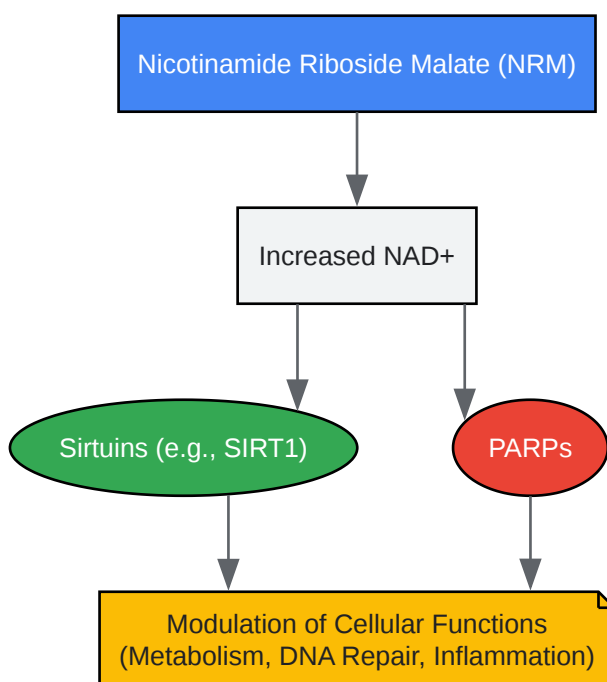 Nicotinamide Riboside Malate (NRM)
Increased NAD+
Sirtuins (e.g., SIRT1)
PARPs
Modulation of Cellular Functions
(Metabolism, DNA Repair, Inflammation)